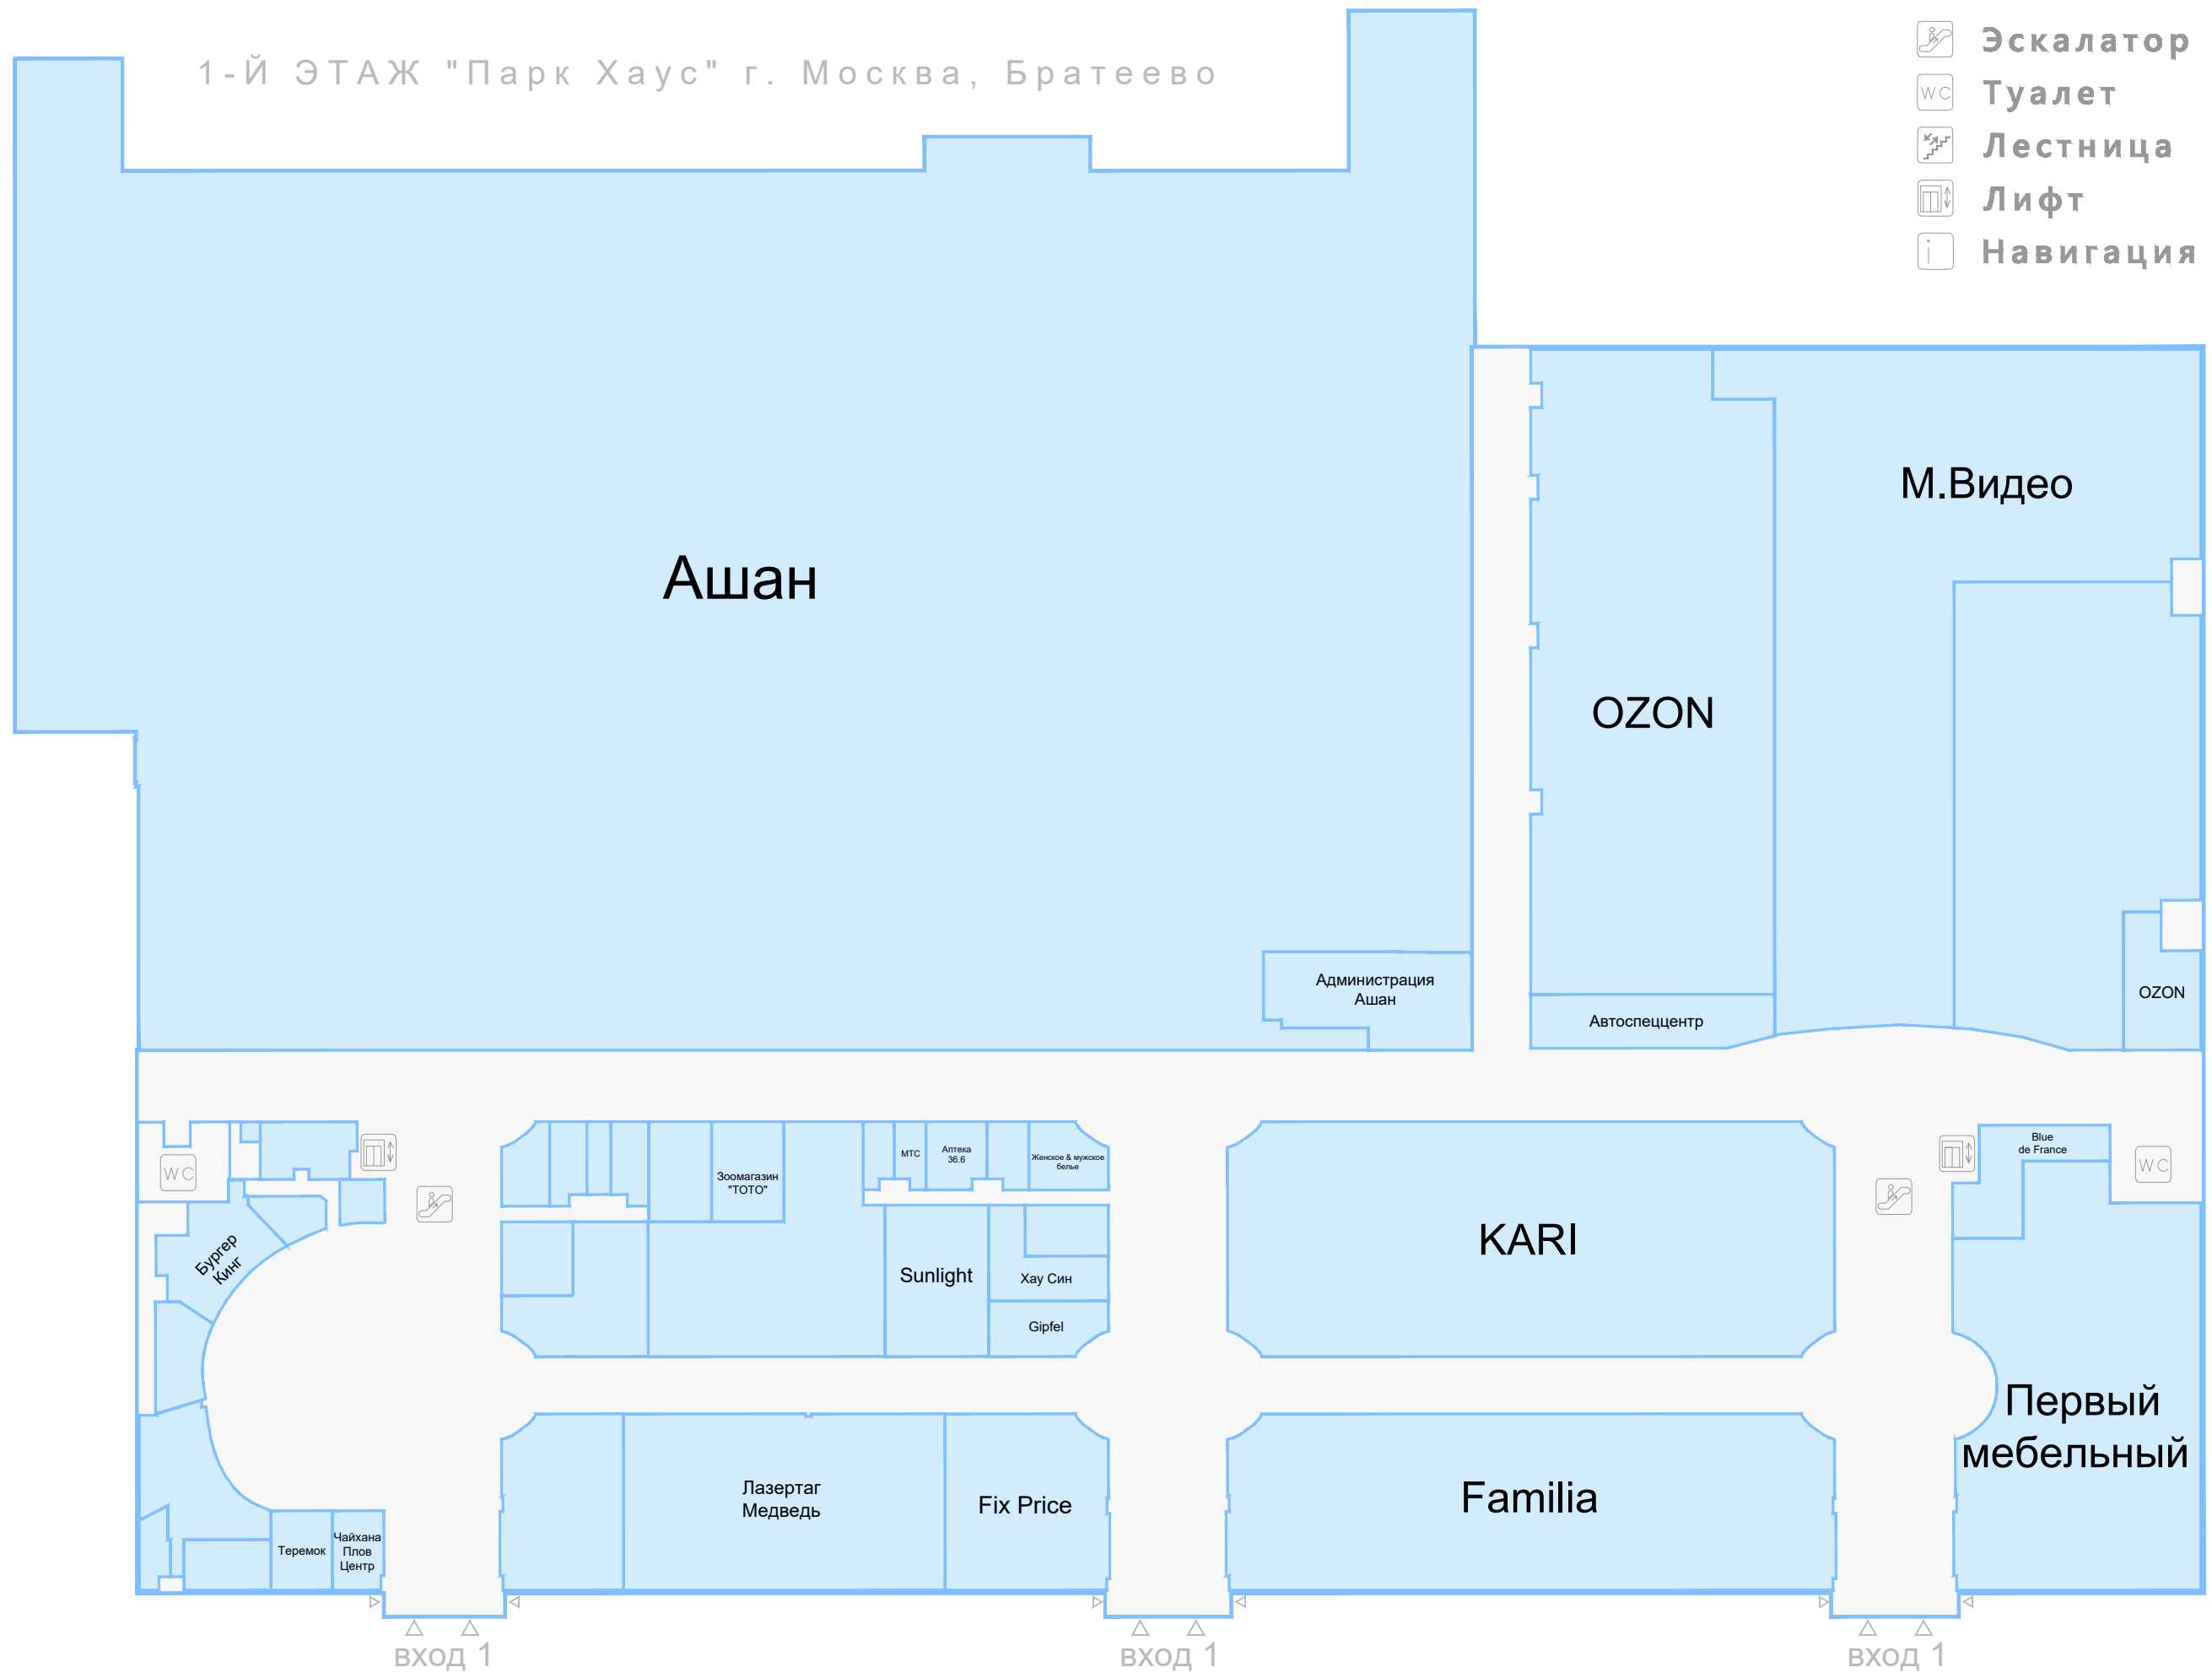 1-Й ЭТАЖ "Парк Хаус" г. Москва, Братеево
Эскалатор
WC Туалет
Лестница
Лифт
i Навигация
Ашан
М.Видео
OZON
Администрация
Ашан
Автоспеццентр
OZON
WC
Бургер
Кинг
Зоомагазин
"ТОТО"
МТС
Аптека
36.6
Женское & мужское
белье
Sunlight
Хау Син
Gipfel
KARI
Blue
de France
WC
Первый
мебельный
Теремок
Чайхана
Плов
Центр
Лазертаг
Медведь
Fix Price
Familia
вход 1
вход 1
вход 1